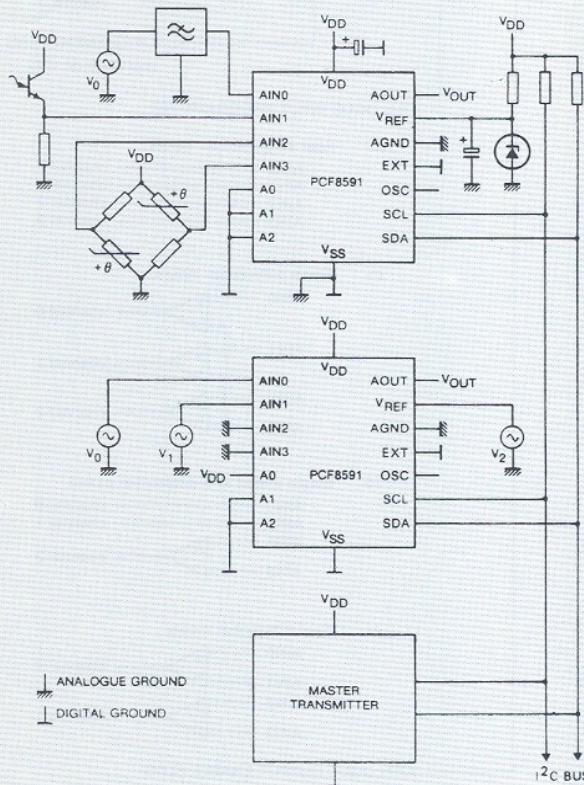 VDD
VDD
VDD
V0
VDD
AIN0
AOUT
VOUT
AIN1
VREF
AIN2
AGND
VDD
AIN3
EXT
PCF8591
A0
OSC
+θ
A1
SCL
A2
SDA
+θ
VSS
VDD
VDD
AIN0
AOUT
VOUT
AIN1
VREF
AIN2
AGND
V0
V1
AIN3
EXT
V2
VDD
A0
PCF8591
OSC
A1
SCL
A2
SDA
VSS
VDD
ANALOGUE GROUND
MASTER
TRANSMITTER
DIGITAL GROUND
I²C BUS